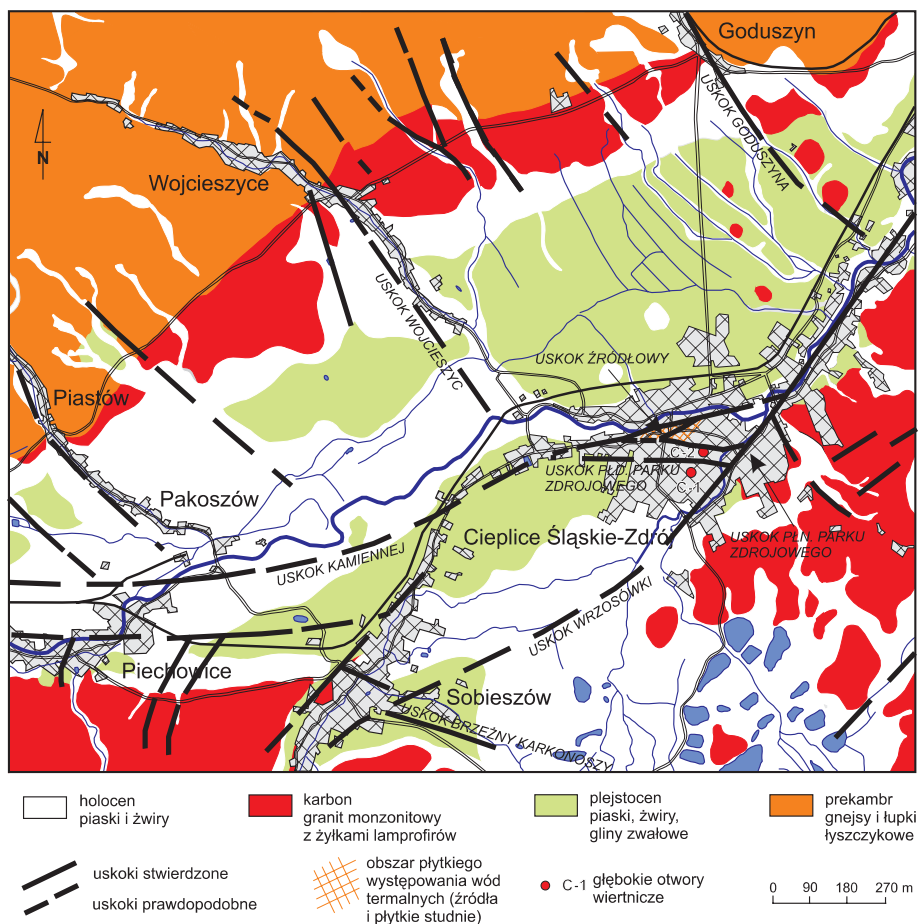 Goduszyn
USKOK GODUSZYNA
N
Wojcieszyce
USKOK WOJCIESZYC
USKOK ŹRÓDŁOWY
Piastów
C-2
USKOK PŁD. PARKU
ZDROJOWEGO
C-1
Pakoszów
Cieplice Śląskie-Zdrój
USKOK PŁN. PARKU
ZDROJOWEGO
USKOK KAMIENNEJ
USKOK WRZOSÓWKI
Piechowice
Sobieszów
USKOK BRZEŻNY KARKONOSZY
holocen
piaski i żwiry
karbon
granit monzonitowy
z żyłkami lamprofirów
plejstocen
piaski, żwiry,
gliny zwałowe
prekambr
gnejsy i łupki
łyszczykowe
uskoki stwierdzone
uskoki prawdopodobne
obszar płytkiego
występowania wód
termalnych (źródła
i płytkie studnie)
C-1 głębokie otwory
wiertnicze
0 90 180 270 m